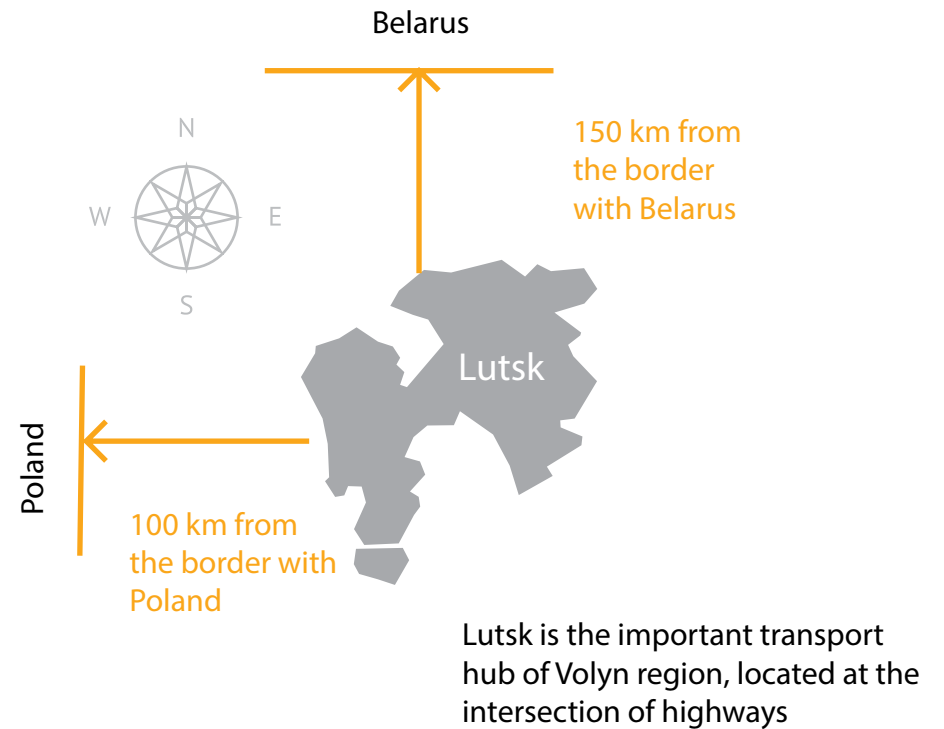 Belarus
150 km from
the border
with Belarus
N
W
E
S
Lutsk
Poland
100 km from
the border with
Poland
Lutsk is the important transport
hub of Volyn region, located at the
intersection of highways